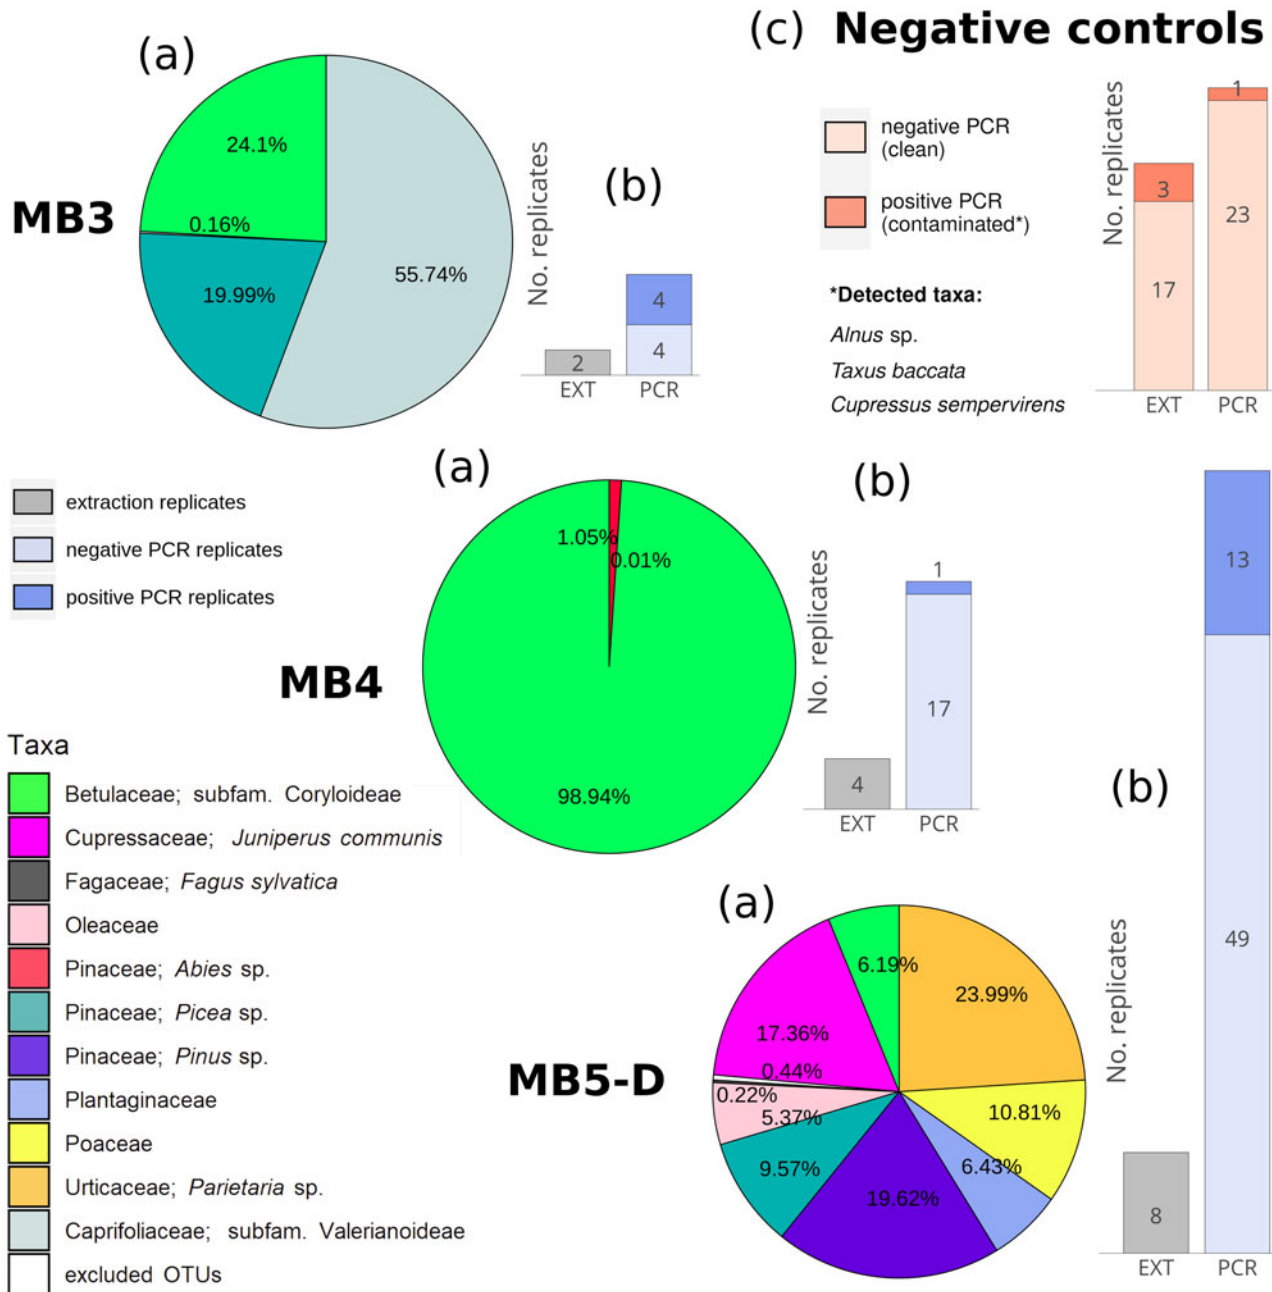 (c) Negative controls
(a)
24.1%
0.16%
19.99%
55.74%
MB3
No. replicates
(b)
4
4
2
EXT
PCR
negative PCR
(clean)
positive PCR
(contaminated*)
*Detected taxa:
Alnus sp.
Taxus baccata
Cupressus sempervirens
No. replicates
1
3
23
17
EXT
PCR
extraction replicates
negative PCR replicates
positive PCR replicates
(a)
1.05%
0.01%
98.94%
MB4
(b)
No. replicates
1
17
4
EXT
PCR
Taxa
Betulaceae; subfam. Coryloideae
Cupressaceae; Juniperus communis
Fagaceae; Fagus sylvatica
Oleaceae
Pinaceae; Abies sp.
Pinaceae; Picea sp.
Pinaceae; Pinus sp.
Plantaginaceae
Poaceae
Urticaceae; Parietaria sp.
Caprifoliaceae; subfam. Valerianoideae
excluded OTUs
(a)
MB5-D
6.19%
23.99%
17.36%
0.44%
0.22%
5.37%
10.81%
9.57%
6.43%
19.62%
(b)
No. replicates
13
49
8
EXT
PCR